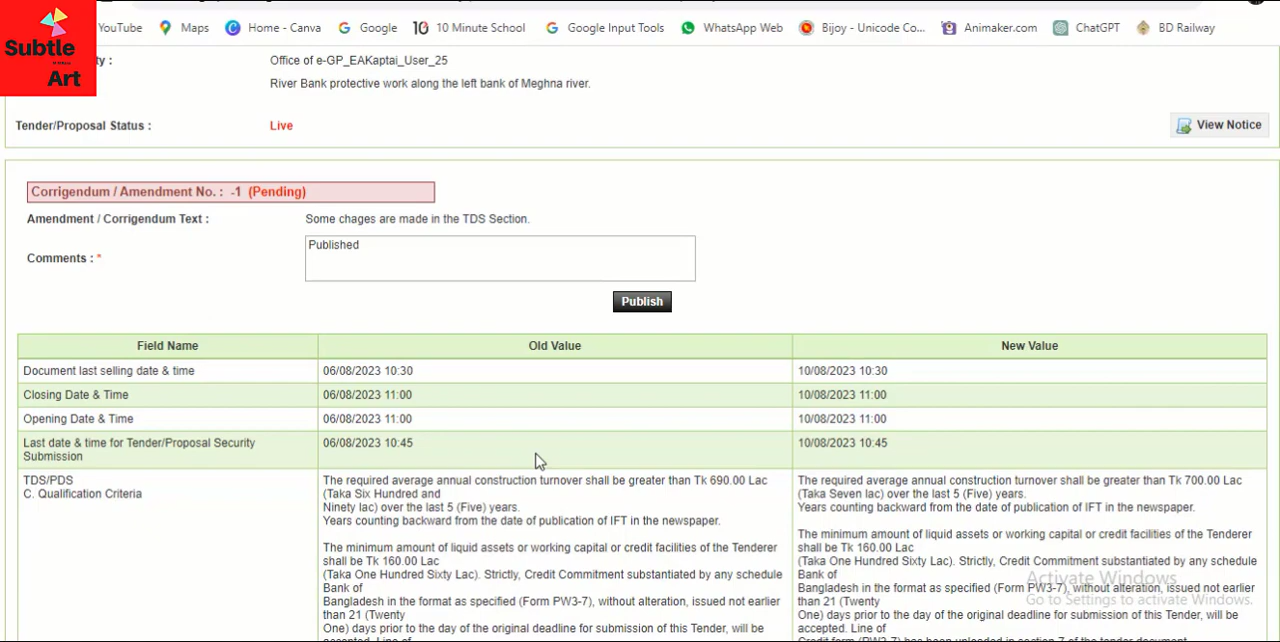 Subtle
Art
YouTube Maps Home - Canva Google 10 Minute School Google Input Tools WhatsApp Web Bijoy - Unicode Co... Animaker.com ChatGPT BD Railway
ty :
Office of e-GP_EAKaptai_User_25
River Bank protective work along the left bank of Meghna river.
Tender/Proposal Status : Live
View Notice
Corrigendum / Amendment No. : -1 (Pending)
Amendment / Corrigendum Text : Some chages are made in the TDS Section.
Comments : *
Published
Publish
Field Name Old Value New Value
Document last selling date & time 06/08/2023 10:30 10/08/2023 10:30
Closing Date & Time 06/08/2023 11:00 10/08/2023 11:00
Opening Date & Time 06/08/2023 11:00 10/08/2023 11:00
Last date & time for Tender/Proposal Security
Submission
06/08/2023 10:45 10/08/2023 10:45
TDS/PDS
C. Qualification Criteria
The required average annual construction turnover shall be greater than Tk 690.00 Lac
(Taka Six Hundred and
Ninety lac) over the last 5 (Five) years.
Years counting backward from the date of publication of IFT in the newspaper.
The minimum amount of liquid assets or working capital or credit facilities of the Tenderer
shall be Tk 160.00 Lac
(Taka One Hundred Sixty Lac). Strictly, Credit Commitment substantiated by any schedule
Bank of
Bangladesh in the format as specified (Form PW3-7), without alteration, issued not earlier
than 21 (Twenty
One) days prior to the day of the original deadline for submission of this Tender, will be
accepted. Line of
The required average annual construction turnover shall be greater than Tk 700.00 Lac
(Taka Seven lac) over the last 5 (Five) years.
Years counting backward from the date of publication of IFT in the newspaper.
The minimum amount of liquid assets or working capital or credit facilities of the Tenderer
shall be Tk 160.00 Lac
(Taka One Hundred Sixty Lac). Strictly, Credit Commitment substantiated by any schedule
Bank of
Bangladesh in the format as specified (Form PW3-7), without alteration, issued not earlier
than 21 (Twenty
One) days prior to the day of the original deadline for submission of this Tender, will be
accepted. Line of
Credit form (PW3-7) has been uploaded in section 7 of the tender document
Activate Windows
Go to Settings to activate Windows.